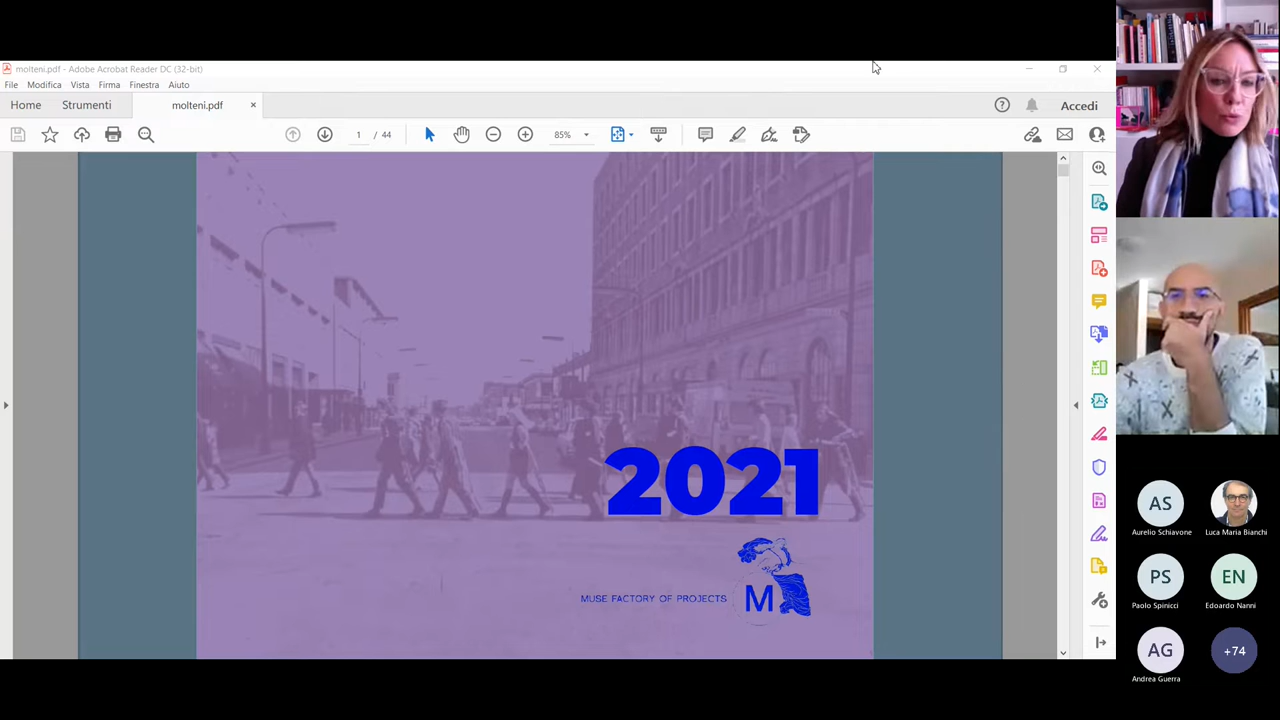 molteni.pdf - Adobe Acrobat Reader DC (32-bit)
File Modifica Vista Firma Finestra Aiuto
Home Strumenti molteni.pdf × Accedi
1 / 44 85%
2021
MUSE FACTORY OF PROJECTS
M
AS
Aurelio Schiavone Luca Maria Bianchi
PS EN
Paolo Spinicci Edoardo Nanni
AG +74
Andrea Guerra